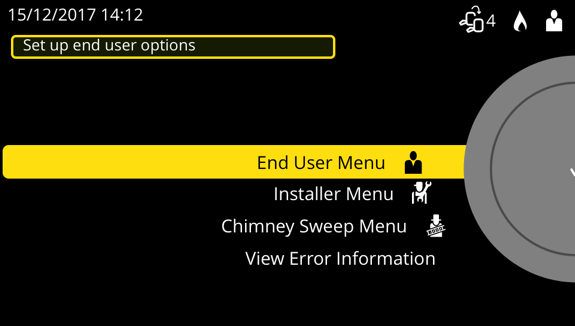 15/12/2017 14:12
4
Set up end user options
End User Menu
Installer Menu
Chimney Sweep Menu
View Error Information